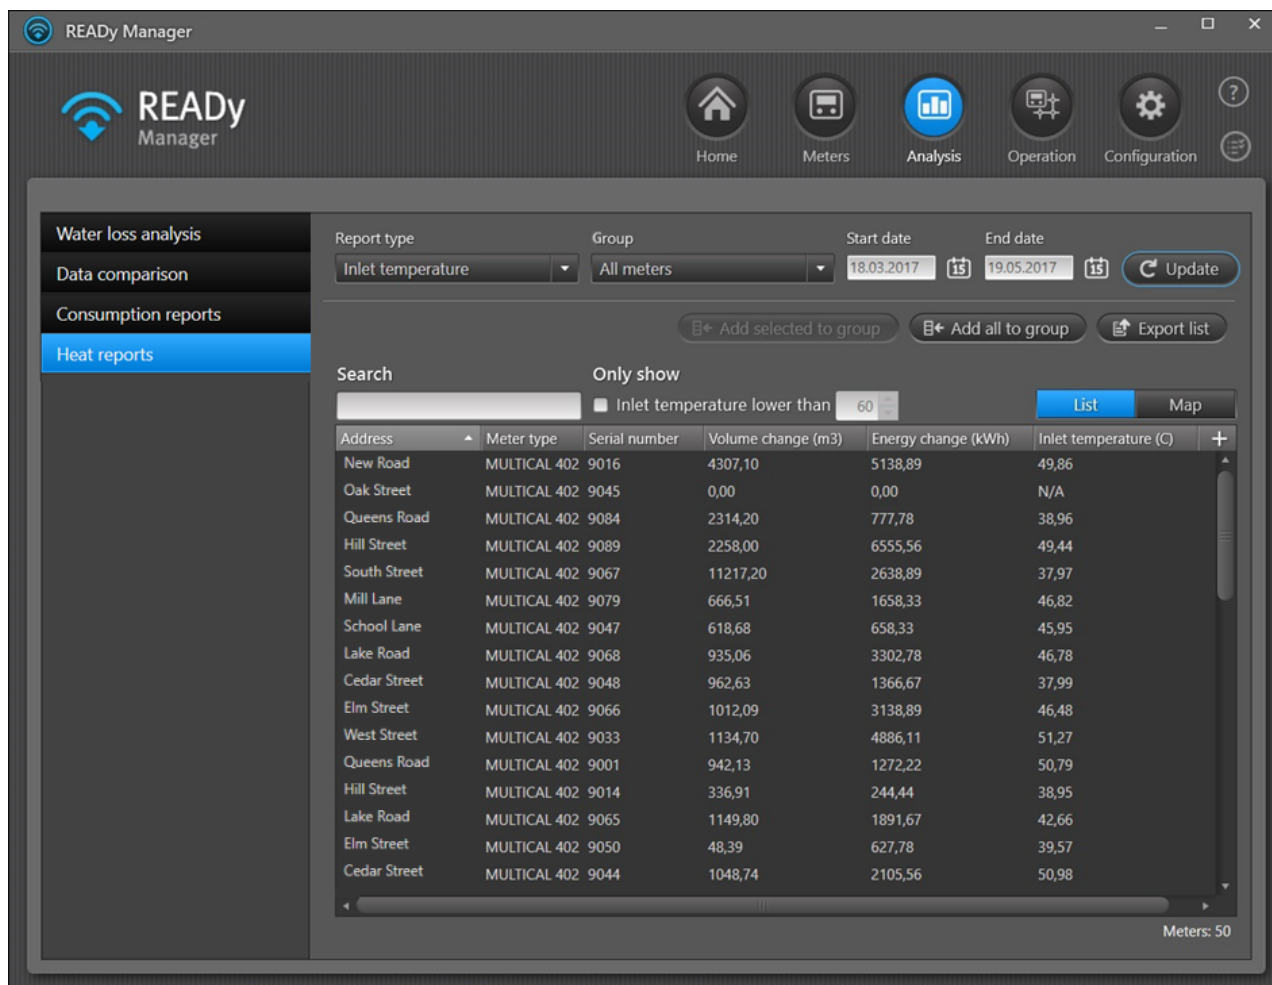 READy Manager
READy
Manager
Home Meters Analysis Operation Configuration
?
Water loss analysis
Data comparison
Consumption reports
Heat reports
Report type Group Start date End date
Inlet temperature All meters 18.03.2017 15 19.05.2017 15 Update
Add selected to group Add all to group Export list
Search Only show
Inlet temperature lower than 60 List Map
Address Meter type Serial number Volume change (m3) Energy change (kWh) Inlet temperature (C) +
New Road MULTICAL 402 9016 4307,10 5138,89 49,86
Oak Street MULTICAL 402 9045 0,00 0,00 N/A
Queens Road MULTICAL 402 9084 2314,20 777,78 38,96
Hill Street MULTICAL 402 9089 2258,00 6555,56 49,44
South Street MULTICAL 402 9067 11217,20 2638,89 37,97
Mill Lane MULTICAL 402 9079 666,51 1658,33 46,82
School Lane MULTICAL 402 9047 618,68 658,33 45,95
Lake Road MULTICAL 402 9068 935,06 3302,78 46,78
Cedar Street MULTICAL 402 9048 962,63 1366,67 37,99
Elm Street MULTICAL 402 9066 1012,09 3138,89 46,48
West Street MULTICAL 402 9033 1134,70 4886,11 51,27
Queens Road MULTICAL 402 9001 942,13 1272,22 50,79
Hill Street MULTICAL 402 9014 336,91 244,44 38,95
Lake Road MULTICAL 402 9065 1149,80 1891,67 42,66
Elm Street MULTICAL 402 9050 48,39 627,78 39,57
Cedar Street MULTICAL 402 9044 1048,74 2105,56 50,98
Meters: 50